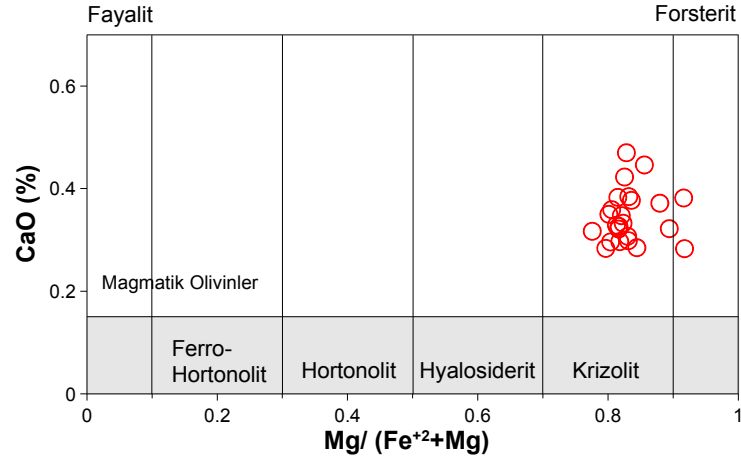 Fayalit Forsterit
0.6
0.4
CaO (%)
0.2
Magmatik Olivinler
Ferro-
Hortonolit Hortonolit Hyalosiderit Krizolit
0
0 0.2 0.4 0.6 0.8 1
Mg/ (Fe⁺²+Mg)